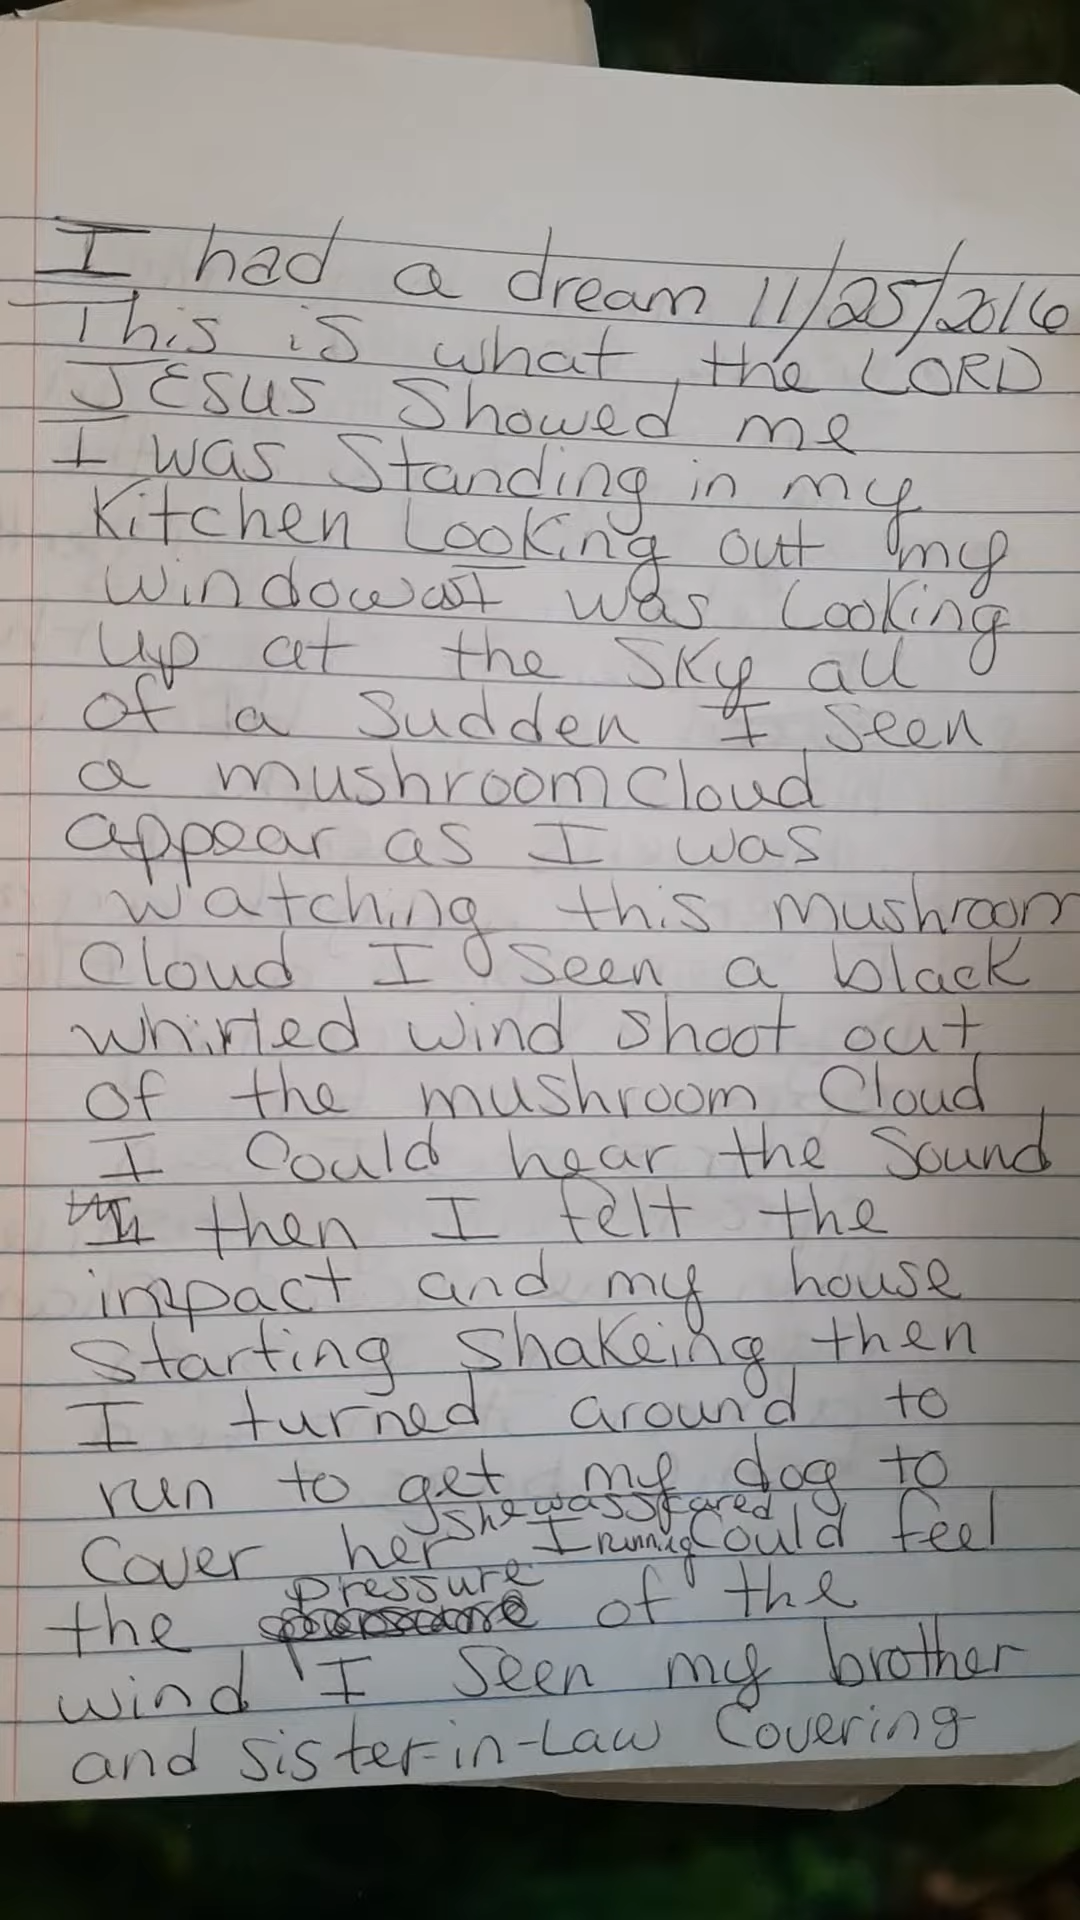 I had a dream 11/25/2016
This is what the LORD
JESUS Showed me
I was Standing in my
Kitchen Looking out my
window as I was Looking
up at the SKy all
of a Sudden I seen
a mushroom Cloud
appear as I was
watching this mushroom
Cloud I seen a black
whirled wind shoot out
of the mushroom Cloud
I Could hear the Sound
then I felt the
impact and my house
Starting Shakeing then
I turned around to
run to get my dog to
she was scared
Cover her I running Could feel
pressure
the of the
wind I Seen my brother
and sister-in-Law Covering